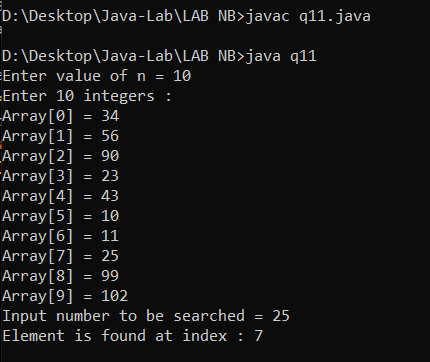 D:\Desktop\Java-Lab\LAB NB>javac q11.java
D:\Desktop\Java-Lab\LAB NB>java q11
Enter value of n = 10
Enter 10 integers :
Array[0] = 34
Array[1] = 56
Array[2] = 90
Array[3] = 23
Array[4] = 43
Array[5] = 10
Array[6] = 11
Array[7] = 25
Array[8] = 99
Array[9] = 102
Input number to be searched = 25
Element is found at index : 7